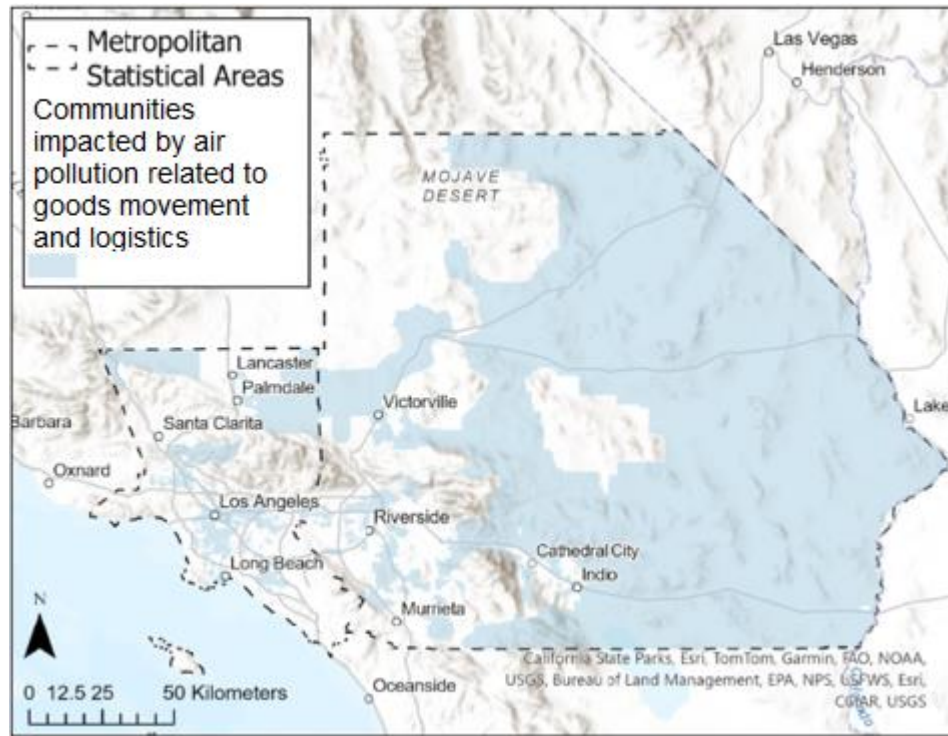 Metropolitan
Statistical Areas
Communities
impacted by air
pollution related to
goods movement
and logistics
Las Vegas
Henderson
MOJAVE
DESERT
Lancaster
Palmdale
Victorville
Lake
Barbara
Santa Clarita
Oxnard
Los Angeles
Riverside
Cathedral City
Long Beach
Indio
Murrieta
N
Oceanside
0 12.5 25 50 Kilometers
California State Parks, Esri, TomTom, Garmin, FAO, NOAA,
USGS, Bureau of Land Management, EPA, NPS, USFWS, Esri,
CGIAR, USGS